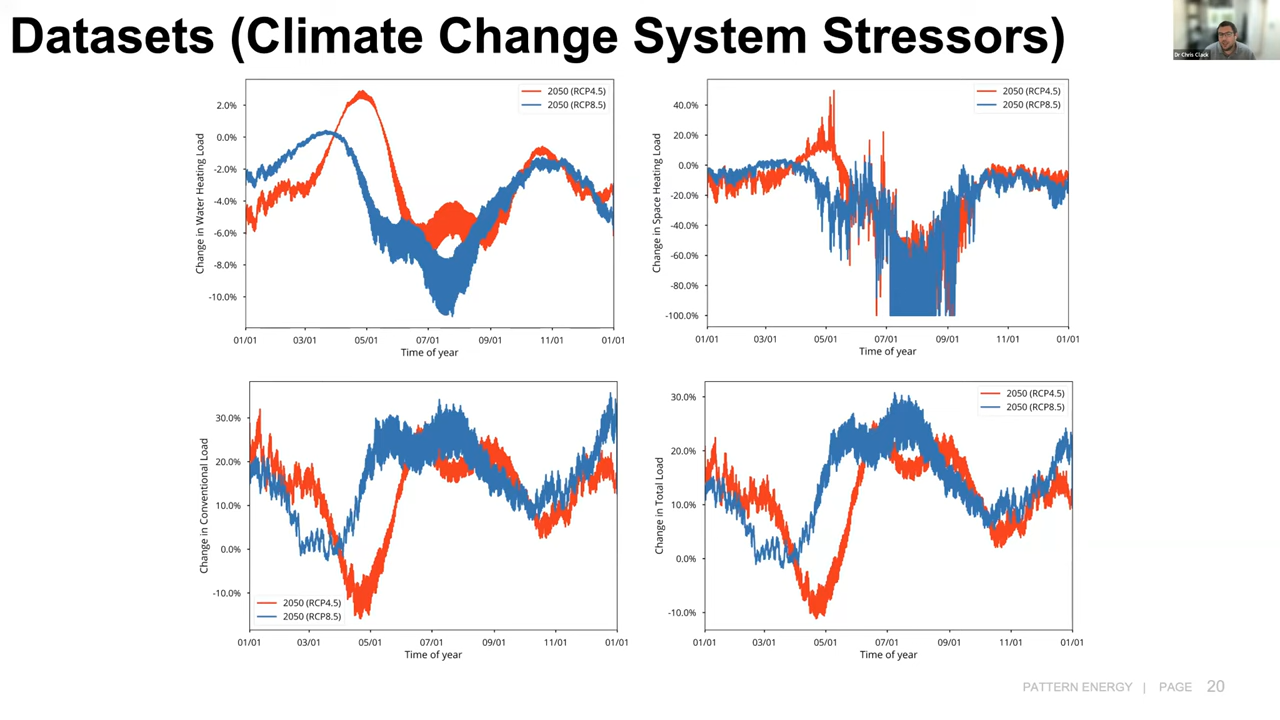 Datasets (Climate Change System Stressors)
Dr Chris Clack
2050 (RCP4.5)
2050 (RCP8.5)
Change in Water Heating Load
2.0%
0.0%
-2.0%
-4.0%
-6.0%
-8.0%
-10.0%
01/01 03/01 05/01 07/01 09/01 11/01 01/01
Time of year
2050 (RCP4.5)
2050 (RCP8.5)
Change in Space Heating Load
40.0%
20.0%
0.0%
-20.0%
-40.0%
-60.0%
-80.0%
-100.0%
01/01 03/01 05/01 07/01 09/01 11/01 01/01
Time of year
Change in Conventional Load
30.0%
20.0%
10.0%
0.0%
-10.0%
2050 (RCP4.5)
2050 (RCP8.5)
01/01 03/01 05/01 07/01 09/01 11/01 01/01
Time of year
2050 (RCP4.5)
2050 (RCP8.5)
Change in Total Load
30.0%
20.0%
10.0%
0.0%
-10.0%
01/01 03/01 05/01 07/01 09/01 11/01 01/01
Time of year
PATTERN ENERGY | PAGE 20